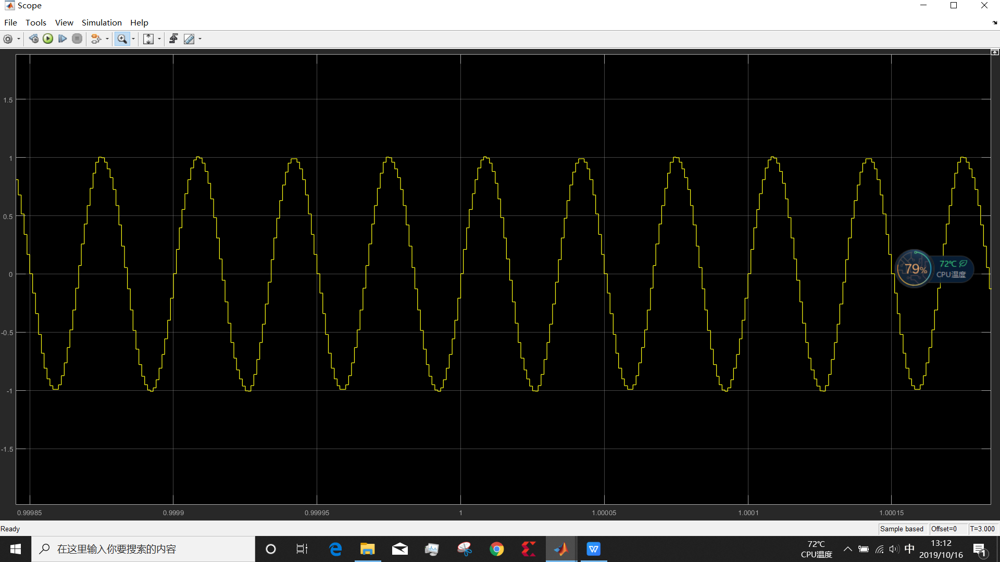 Scope
File Tools View Simulation Help
1.5
1
0.5
0
-0.5
-1
-1.5
79%
72℃
CPU温度
0.99985 0.9999 0.99995 1 1.00005 1.0001 1.00015
Ready
Sample based Offset=0 T=3.000
在这里输入你要搜索的内容
72℃
CPU温度
中
13:12
2019/10/16
1